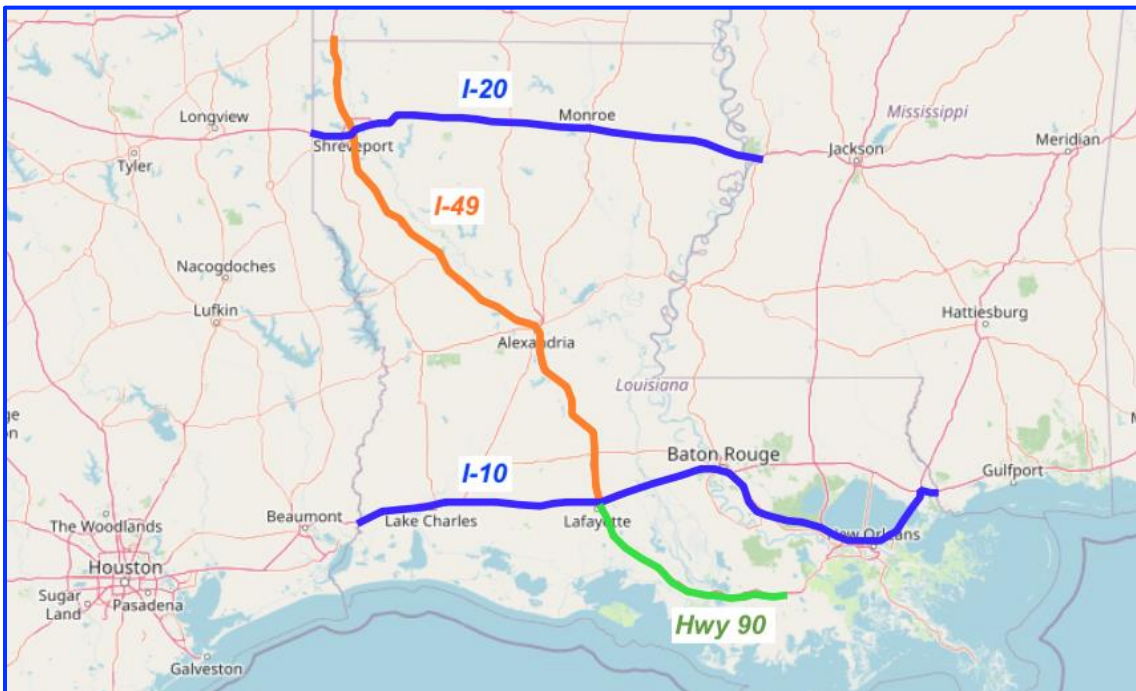 I-20
Longview
Monroe
Mississippi
Shreveport
Jackson
Meridian
Tyler
I-49
Nacogdoches
Lufkin
Hattiesburg
Alexandria
Louisiana
Baton Rouge
I-10
Gulfport
The Woodlands
Beaumont
Lake Charles
Lafayette
New Orleans
Houston
Sugar
Land
Pasadena
Hwy 90
Galveston